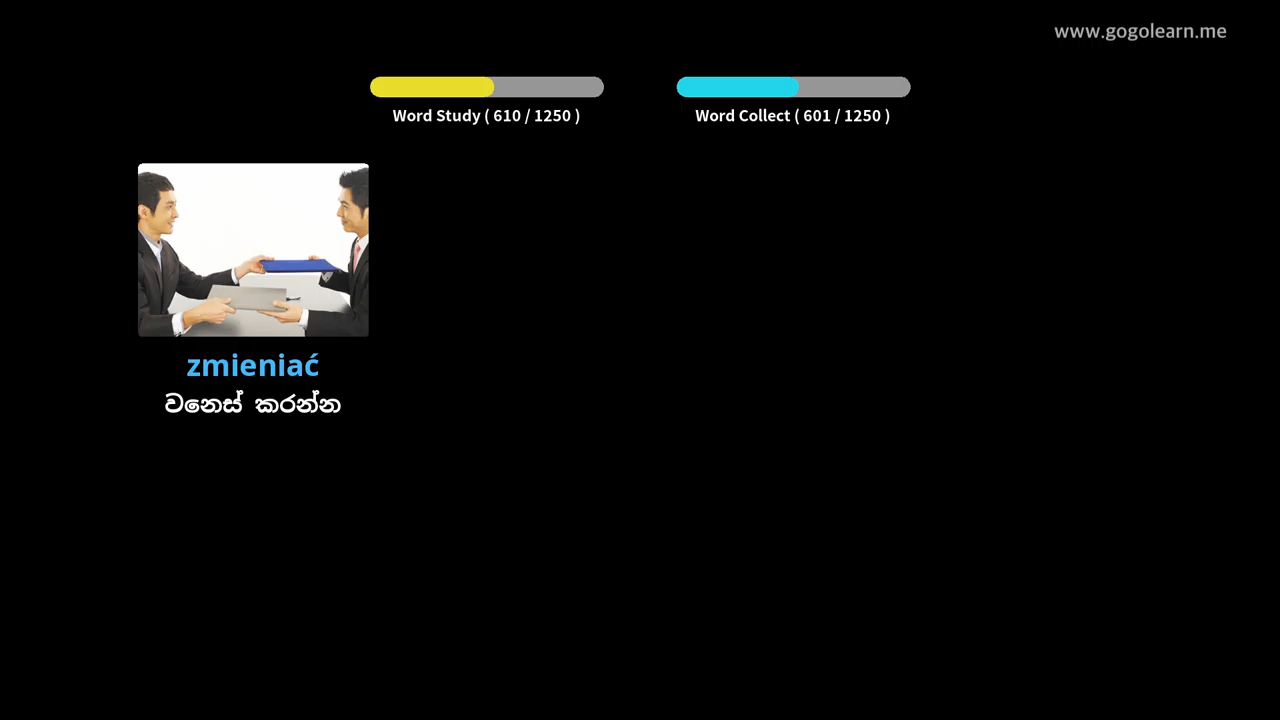 www.gogolearn.me
Word Study ( 610 / 1250 )
Word Collect ( 601 / 1250 )
zmieniać
වනෙස් කරන්න